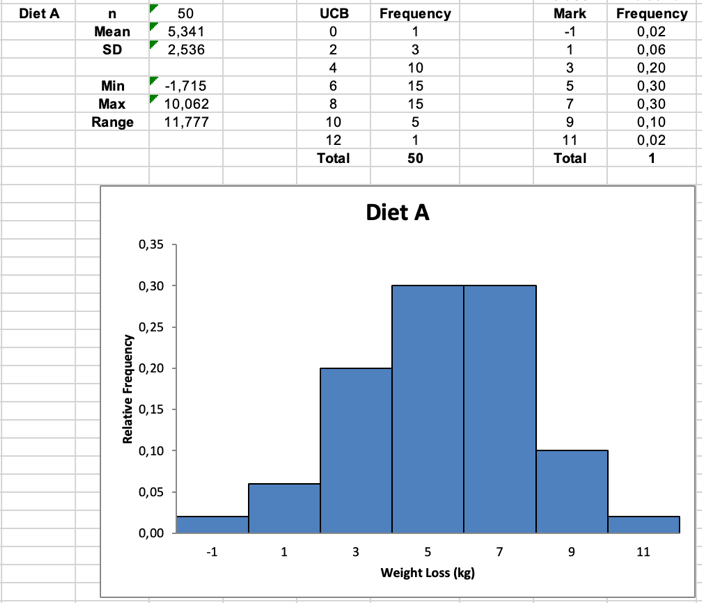 Diet A n 50 UCB Frequency Mark Frequency
Mean 5,341 0 1 -1 0,02
SD 2,536 2 3 1 0,06
4 10 3 0,20
Min -1,715 6 15 5 0,30
Max 10,062 8 15 7 0,30
Range 11,777 10 5 9 0,10
12 1 11 0,02
Total 50 Total 1
Diet A
0,35
0,30
0,25
0,20
0,15
0,10
0,05
0,00
Relative Frequency
-1 1 3 5 7 9 11
Weight Loss (kg)